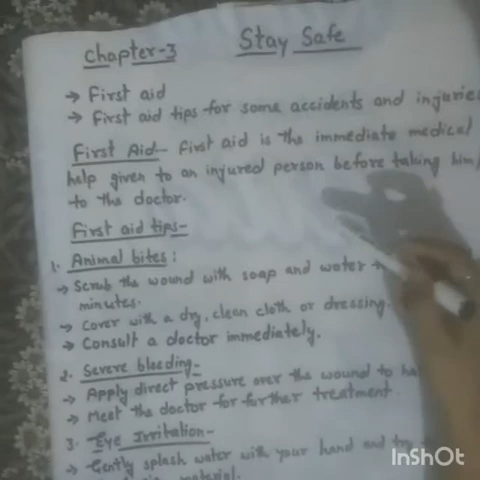 Chapter-3 Stay Safe
→ First aid
→ First aid tips for some accidents and injuries
First Aid- First aid is the immediate medical
help given to an injured person before taking him/
to the doctor.
First aid tips-
1. Animal bites:
→ Scrub the wound with soap and water
minutes.
→ Cover with a dry, clean cloth or dressing.
→ Consult a doctor immediately.
2. Severe bleeding-
→ Apply direct pressure over the wound to
→ Meet the doctor for further treatment.
3. Eye Irritation-
→ Gently splash water with your hand and try
material.
InShOt